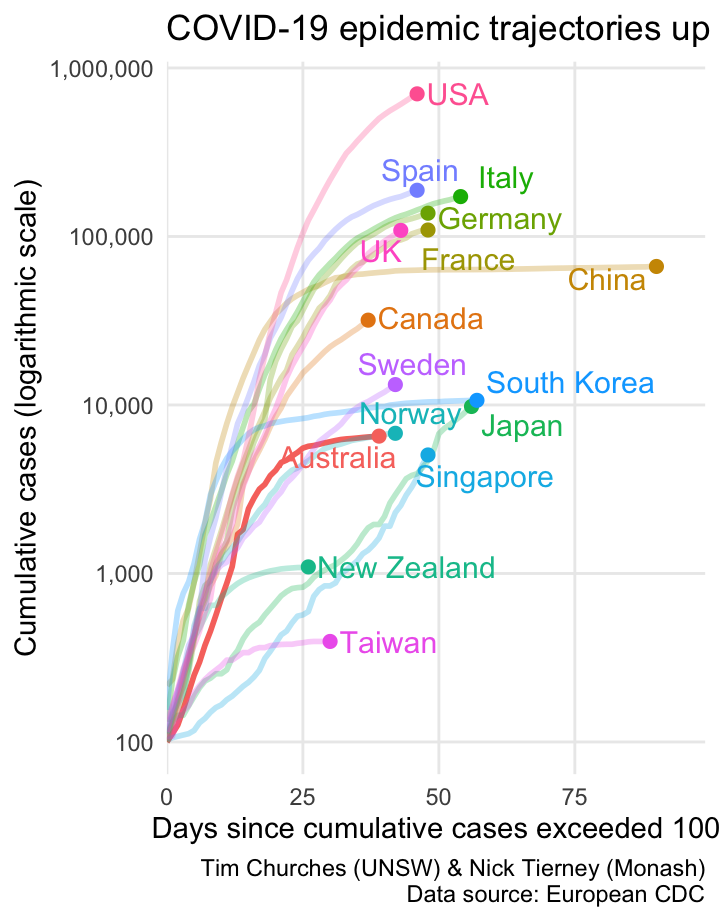 COVID-19 epidemic trajectories up
1,000,000
USA
Spain
Italy
Germany
100,000
UK
France
China
Canada
Sweden
South Korea
10,000
Norway
Japan
Australia
Singapore
1,000
New Zealand
Taiwan
100
Cumulative cases (logarithmic scale)
0 25 50 75
Days since cumulative cases exceeded 100
Tim Churches (UNSW) & Nick Tierney (Monash)
Data source: European CDC